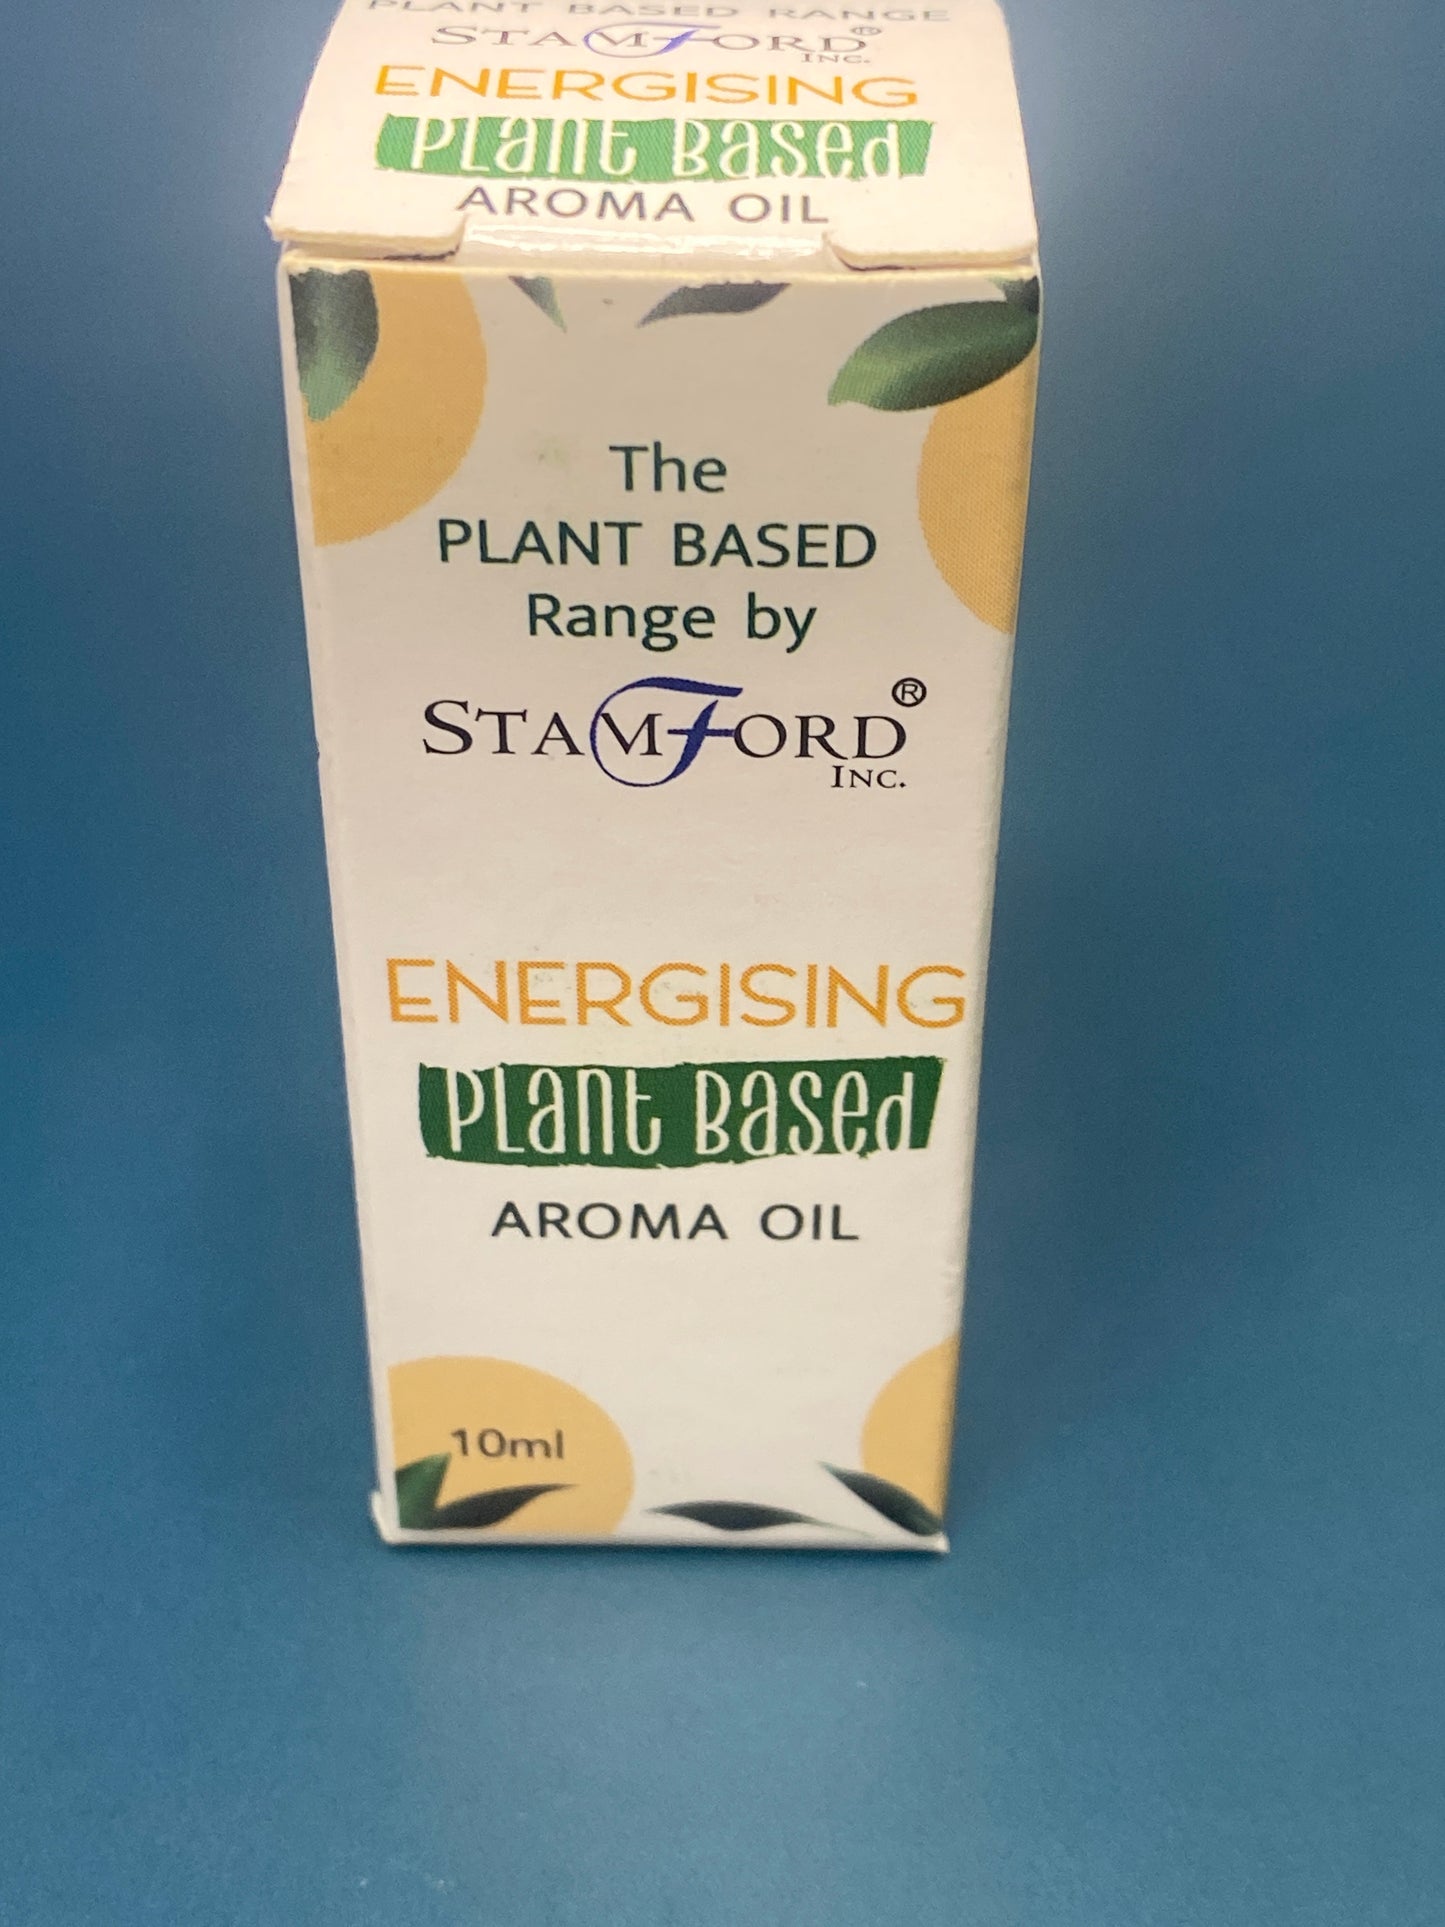 PLANT BASED RANGE
STAMFORD®
INC.
ENERGISING
PLant Based
AROMA OIL
The
PLANT BASED
Range by
STAMFORD®
INC.
ENERGISING
PLant Based
AROMA OIL
10ml